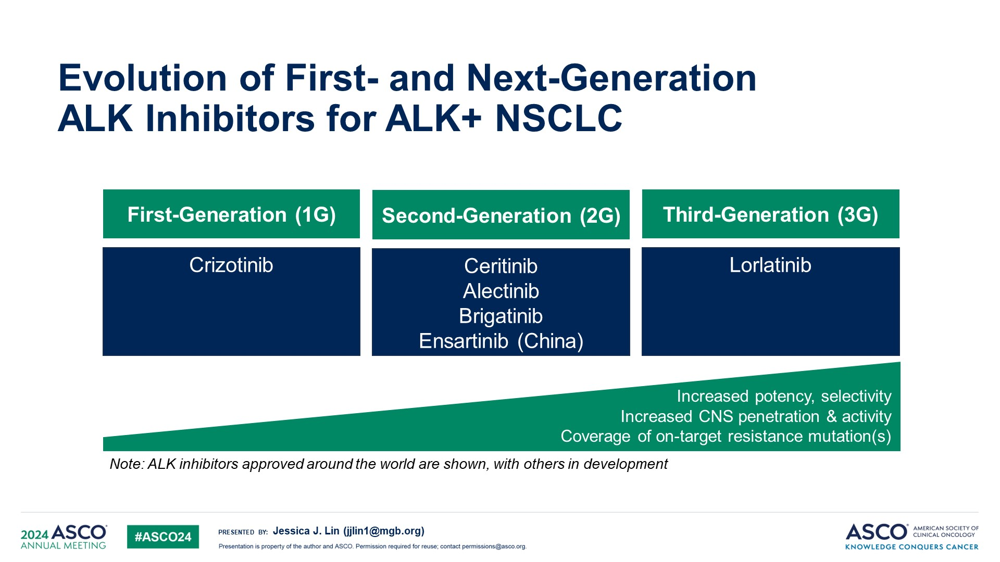 Evolution of First- and Next-Generation
ALK Inhibitors for ALK+ NSCLC
First-Generation (1G)
Second-Generation (2G)
Third-Generation (3G)
Crizotinib
Ceritinib
Alectinib
Brigatinib
Ensartinib (China)
Lorlatinib
Increased potency, selectivity
Increased CNS penetration & activity
Coverage of on-target resistance mutation(s)
Note: ALK inhibitors approved around the world are shown, with others in development
2024 ASCO®
ANNUAL MEETING
#ASCO24
PRESENTED BY: Jessica J. Lin (jjlin1@mgb.org)
Presentation is property of the author and ASCO. Permission required for reuse; contact permissions@asco.org.
ASCO® AMERICAN SOCIETY OF
CLINICAL ONCOLOGY
KNOWLEDGE CONQUERS CANCER